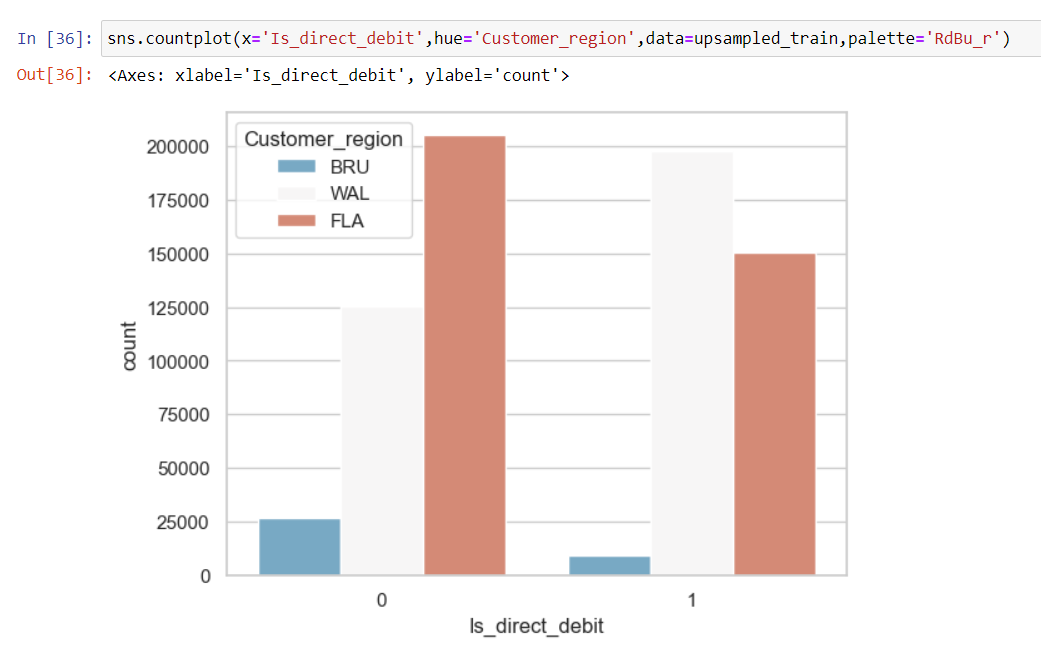 In [36]: sns.countplot(x='Is_direct_debit',hue='Customer_region',data=upsampled_train,palette='RdBu_r')
Out[36]: <Axes: xlabel='Is_direct_debit', ylabel='count'>
Customer_region
BRU
WAL
FLA
200000
175000
150000
125000
100000
75000
50000
25000
0
count
0 1
Is_direct_debit